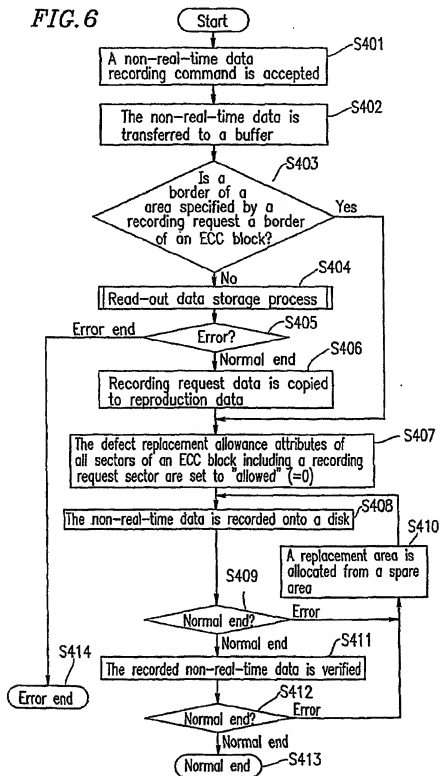 FIG.6
Start
S401
A non-real-time data
recording command is accepted
S402
The non-real-time data is
transferred to a buffer
S403
Is a
border of a
area specified by a
recording request a border
of an ECC block?
Yes
No
S404
Read-out data storage process
S405
Error end
Error?
Normal end
S406
Recording request data is copied
to reproduction data
S407
The defect replacement allowance attributes of
all sectors of an ECC block including a recording
request sector are set to "allowed" (=0)
S408
The non-real-time data is recorded onto a disk
S410
A replacement area is
allocated from a spare
area
S409
Normal end?
Error
Normal end
S411
The recorded non-real-time data is verified
S414
Error end
S412
Normal end?
Error
Normal end
Normal end
S413